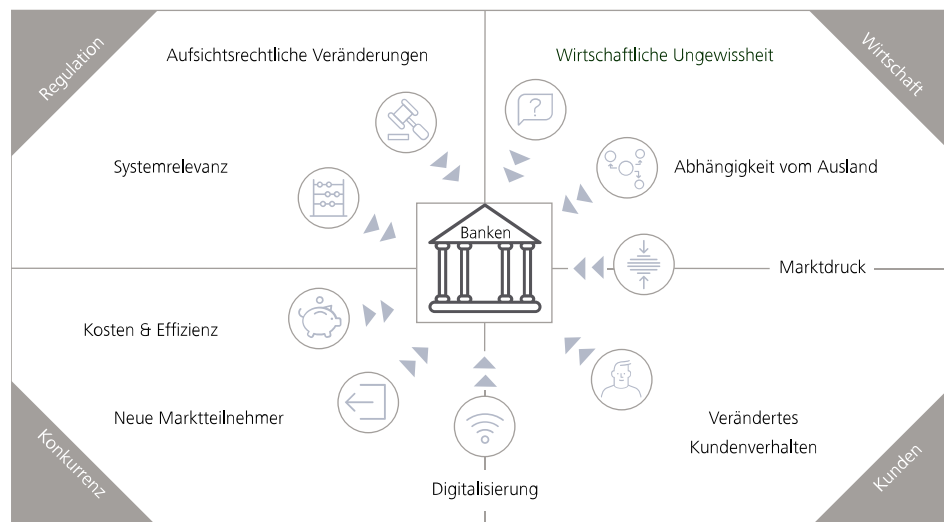 Regulation
Aufsichtsrechtliche Veränderungen
Wirtschaftliche Ungewissheit
Wirtschaft
?
Systemrelevanz
Abhängigkeit vom Ausland
Banken
Marktdruck
Kosten & Effizienz
Neue Marktteilnehmer
Verändertes
Kundenverhalten
Konkurrenz
Digitalisierung
Kunden